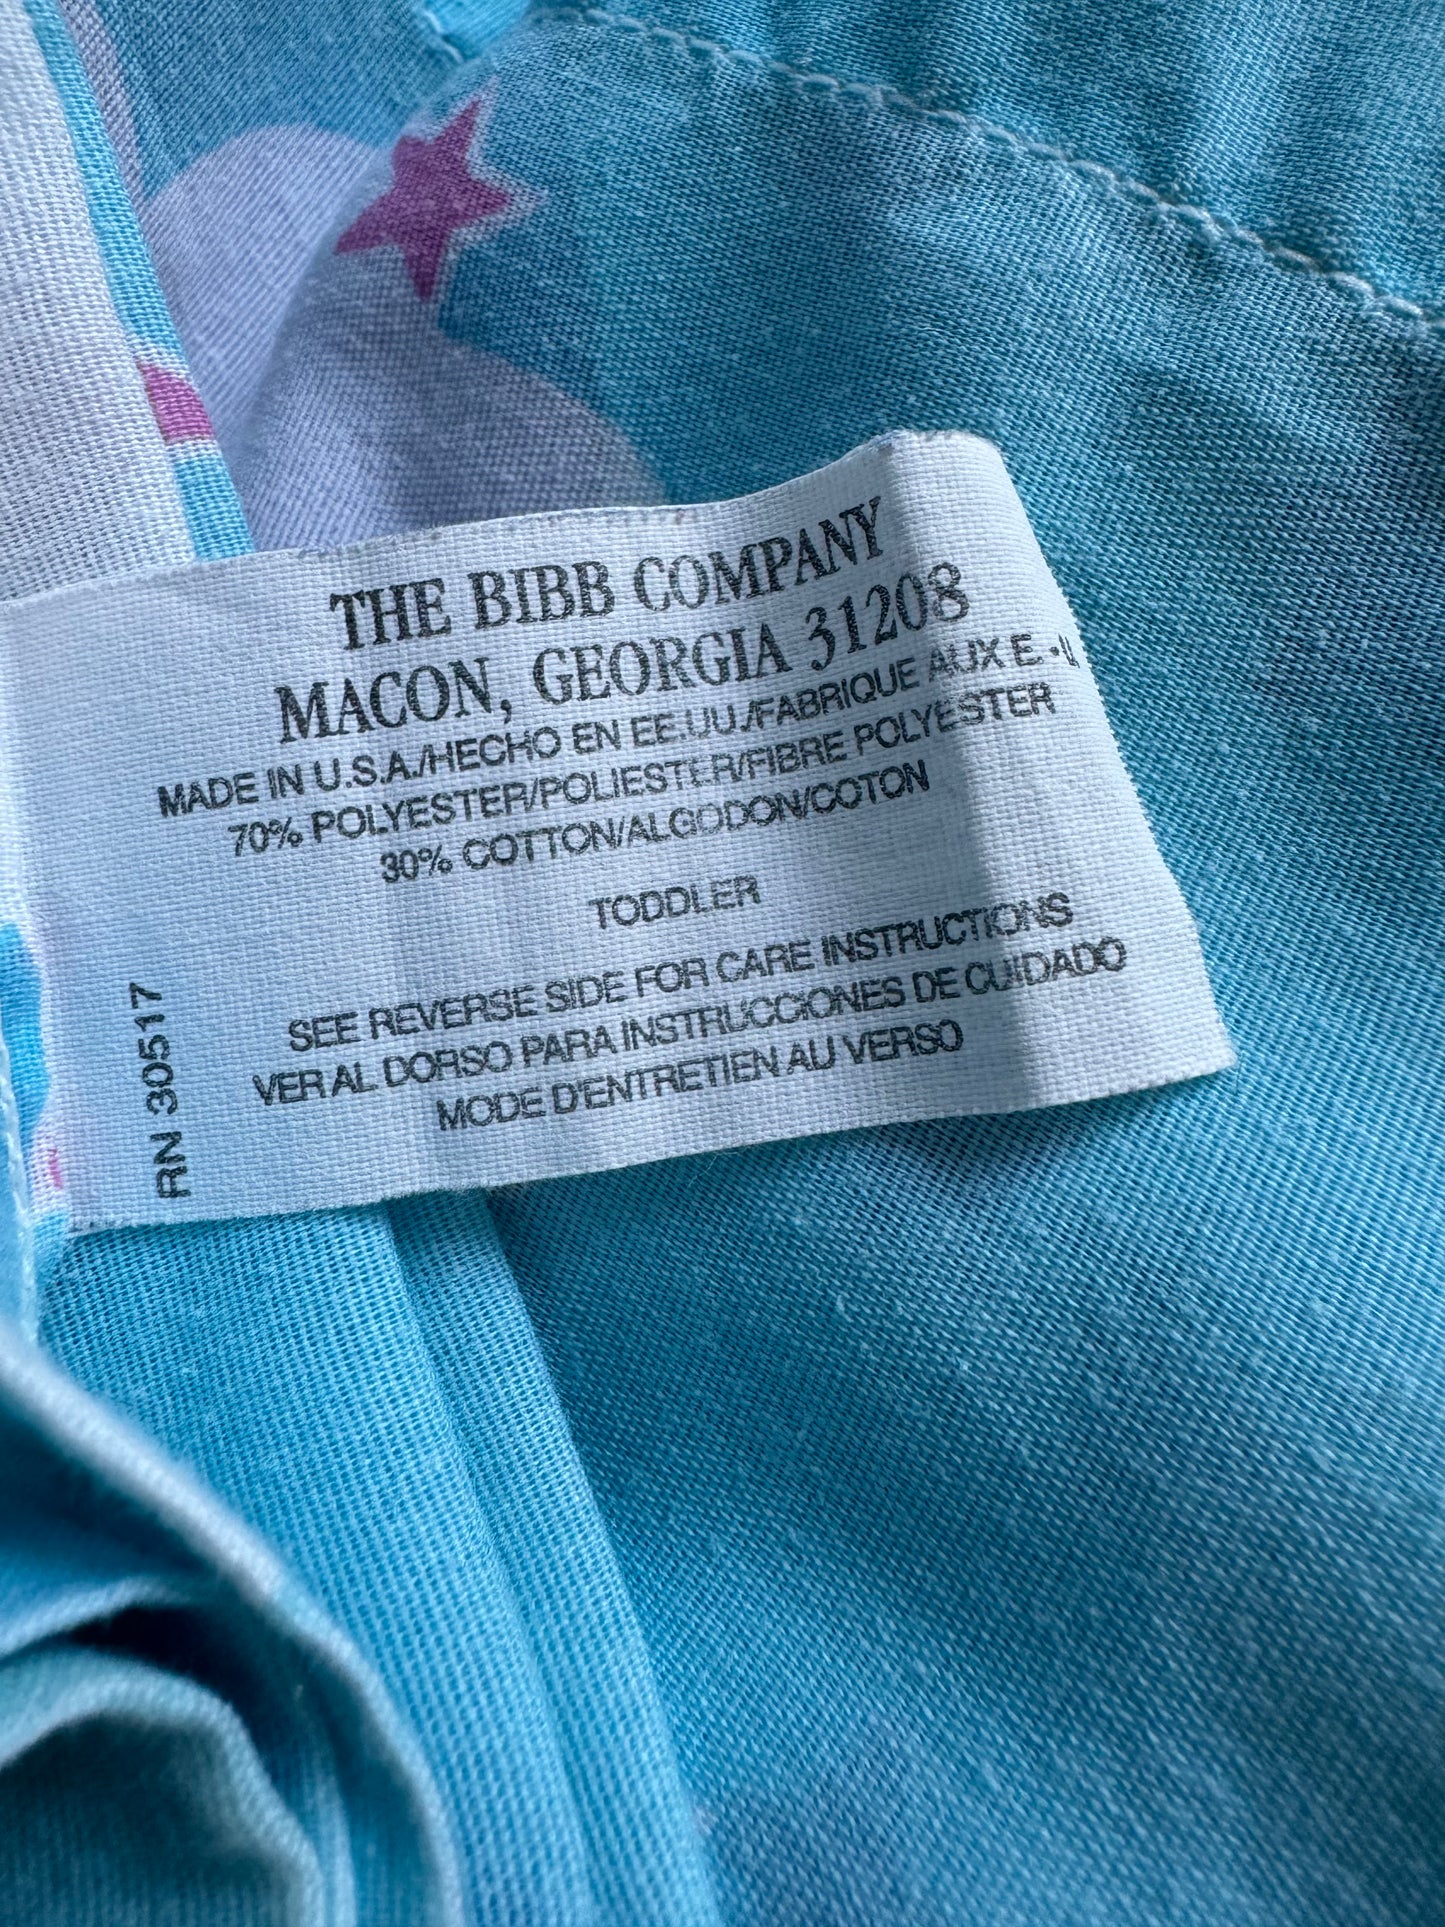 THE BIBB COMPANY
MACON, GEORGIA 31208
MADE IN U.S.A./HECHO EN EE.UU./FABRIQUE AUX E.-U.
70% POLYESTER/POLIESTER/FIBRE POLYESTER
30% COTTON/ALGODON/COTON
TODDLER
SEE REVERSE SIDE FOR CARE INSTRUCTIONS
VER AL DORSO PARA INSTRUCCIONES DE CUIDADO
MODE D'ENTRETIEN AU VERSO
RN 30517